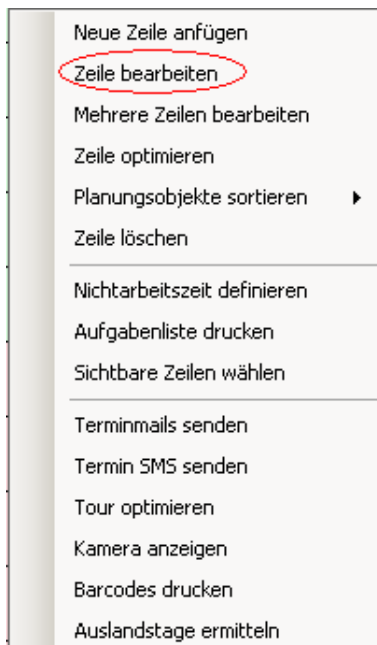 Neue Zeile anfügen
Zeile bearbeiten
Mehrere Zeilen bearbeiten
Zeile optimieren
Planungsobjekte sortieren
Zeile löschen
Nichtarbeitszeit definieren
Aufgabenliste drucken
Sichtbare Zeilen wählen
Terminmails senden
Termin SMS senden
Tour optimieren
Kamera anzeigen
Barcodes drucken
Auslandstage ermitteln